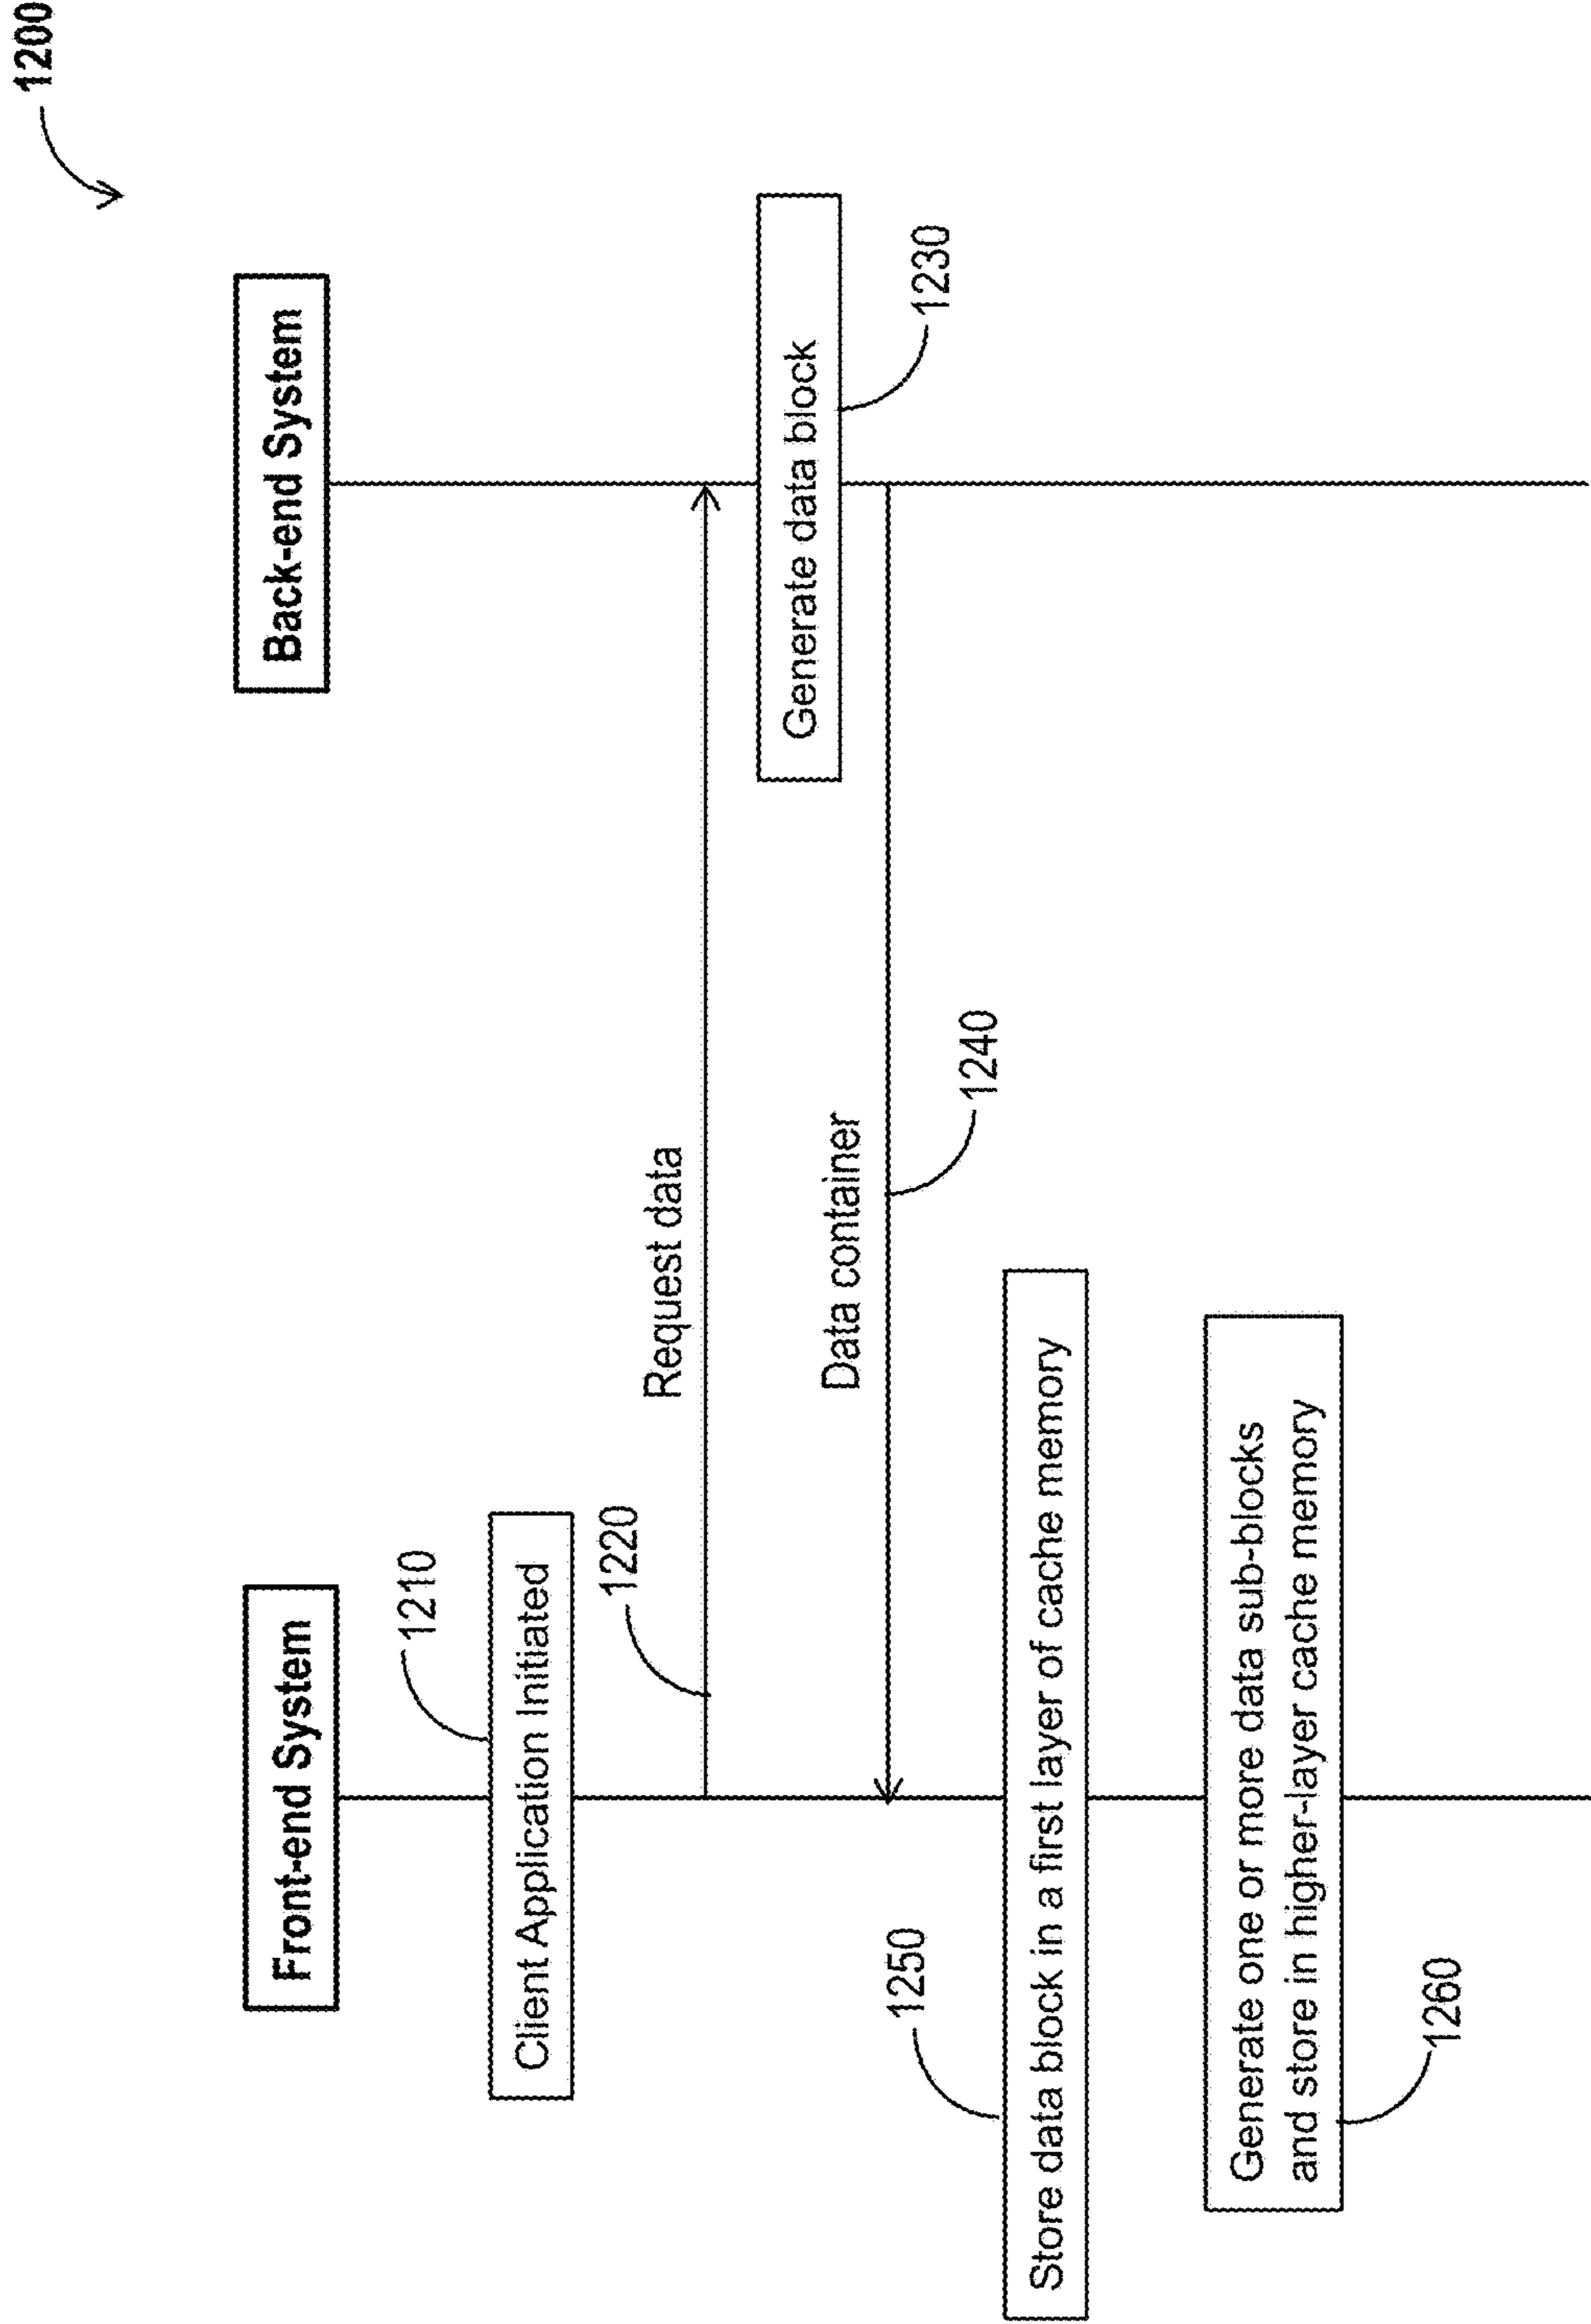 1200
Front-end System
Back-end System
1210
Client Application Initiated
1220
Request data
Generate data block
1230
Data container
1240
1250
Store data block in a first layer of cache memory
Generate one or more data sub-blocks
and store in higher-layer cache memory
1260